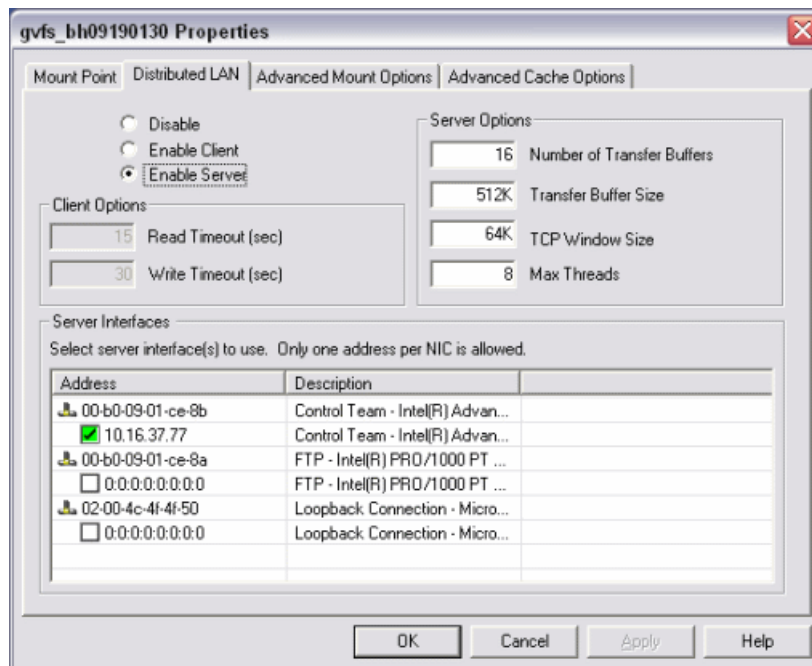 gvfs_bh09190130 Properties
Mount Point Distributed LAN Advanced Mount Options Advanced Cache Options
Disable
Enable Client
Enable Server
Client Options
15 Read Timeout (sec)
30 Write Timeout (sec)
Server Options
16 Number of Transfer Buffers
512K Transfer Buffer Size
64K TCP Window Size
8 Max Threads
Server Interfaces
Select server interface(s) to use. Only one address per NIC is allowed.
Address Description
00-b0-09-01-ce-8b Control Team - Intel(R) Advan...
10.16.37.77 Control Team - Intel(R) Advan...
00-b0-09-01-ce-8a FTP - Intel(R) PRO/1000 PT ...
0:0:0:0:0:0:0:0 FTP - Intel(R) PRO/1000 PT ...
02-00-4c-4f-4f-50 Loopback Connection - Micro...
0:0:0:0:0:0:0:0 Loopback Connection - Micro...
OK Cancel Apply Help